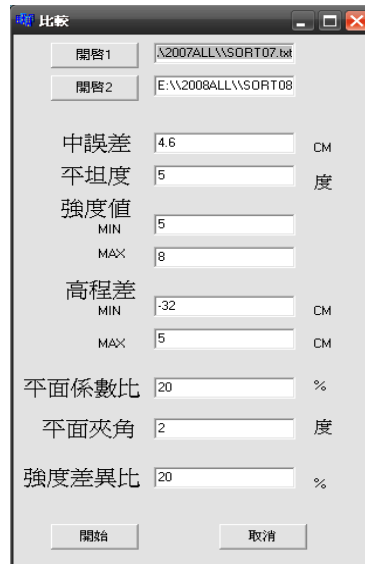 比較
開啓1 .\2007ALL\\SORT07.txt
開啓2 E:\\2008ALL\\SORT08
中誤差 4.6 CM
平坦度 5 度
強度值
MIN 5
MAX 8
高程差
MIN -32 CM
MAX 5 CM
平面係數比 20 %
平面夾角 2 度
強度差異比 20 %
開始 取消